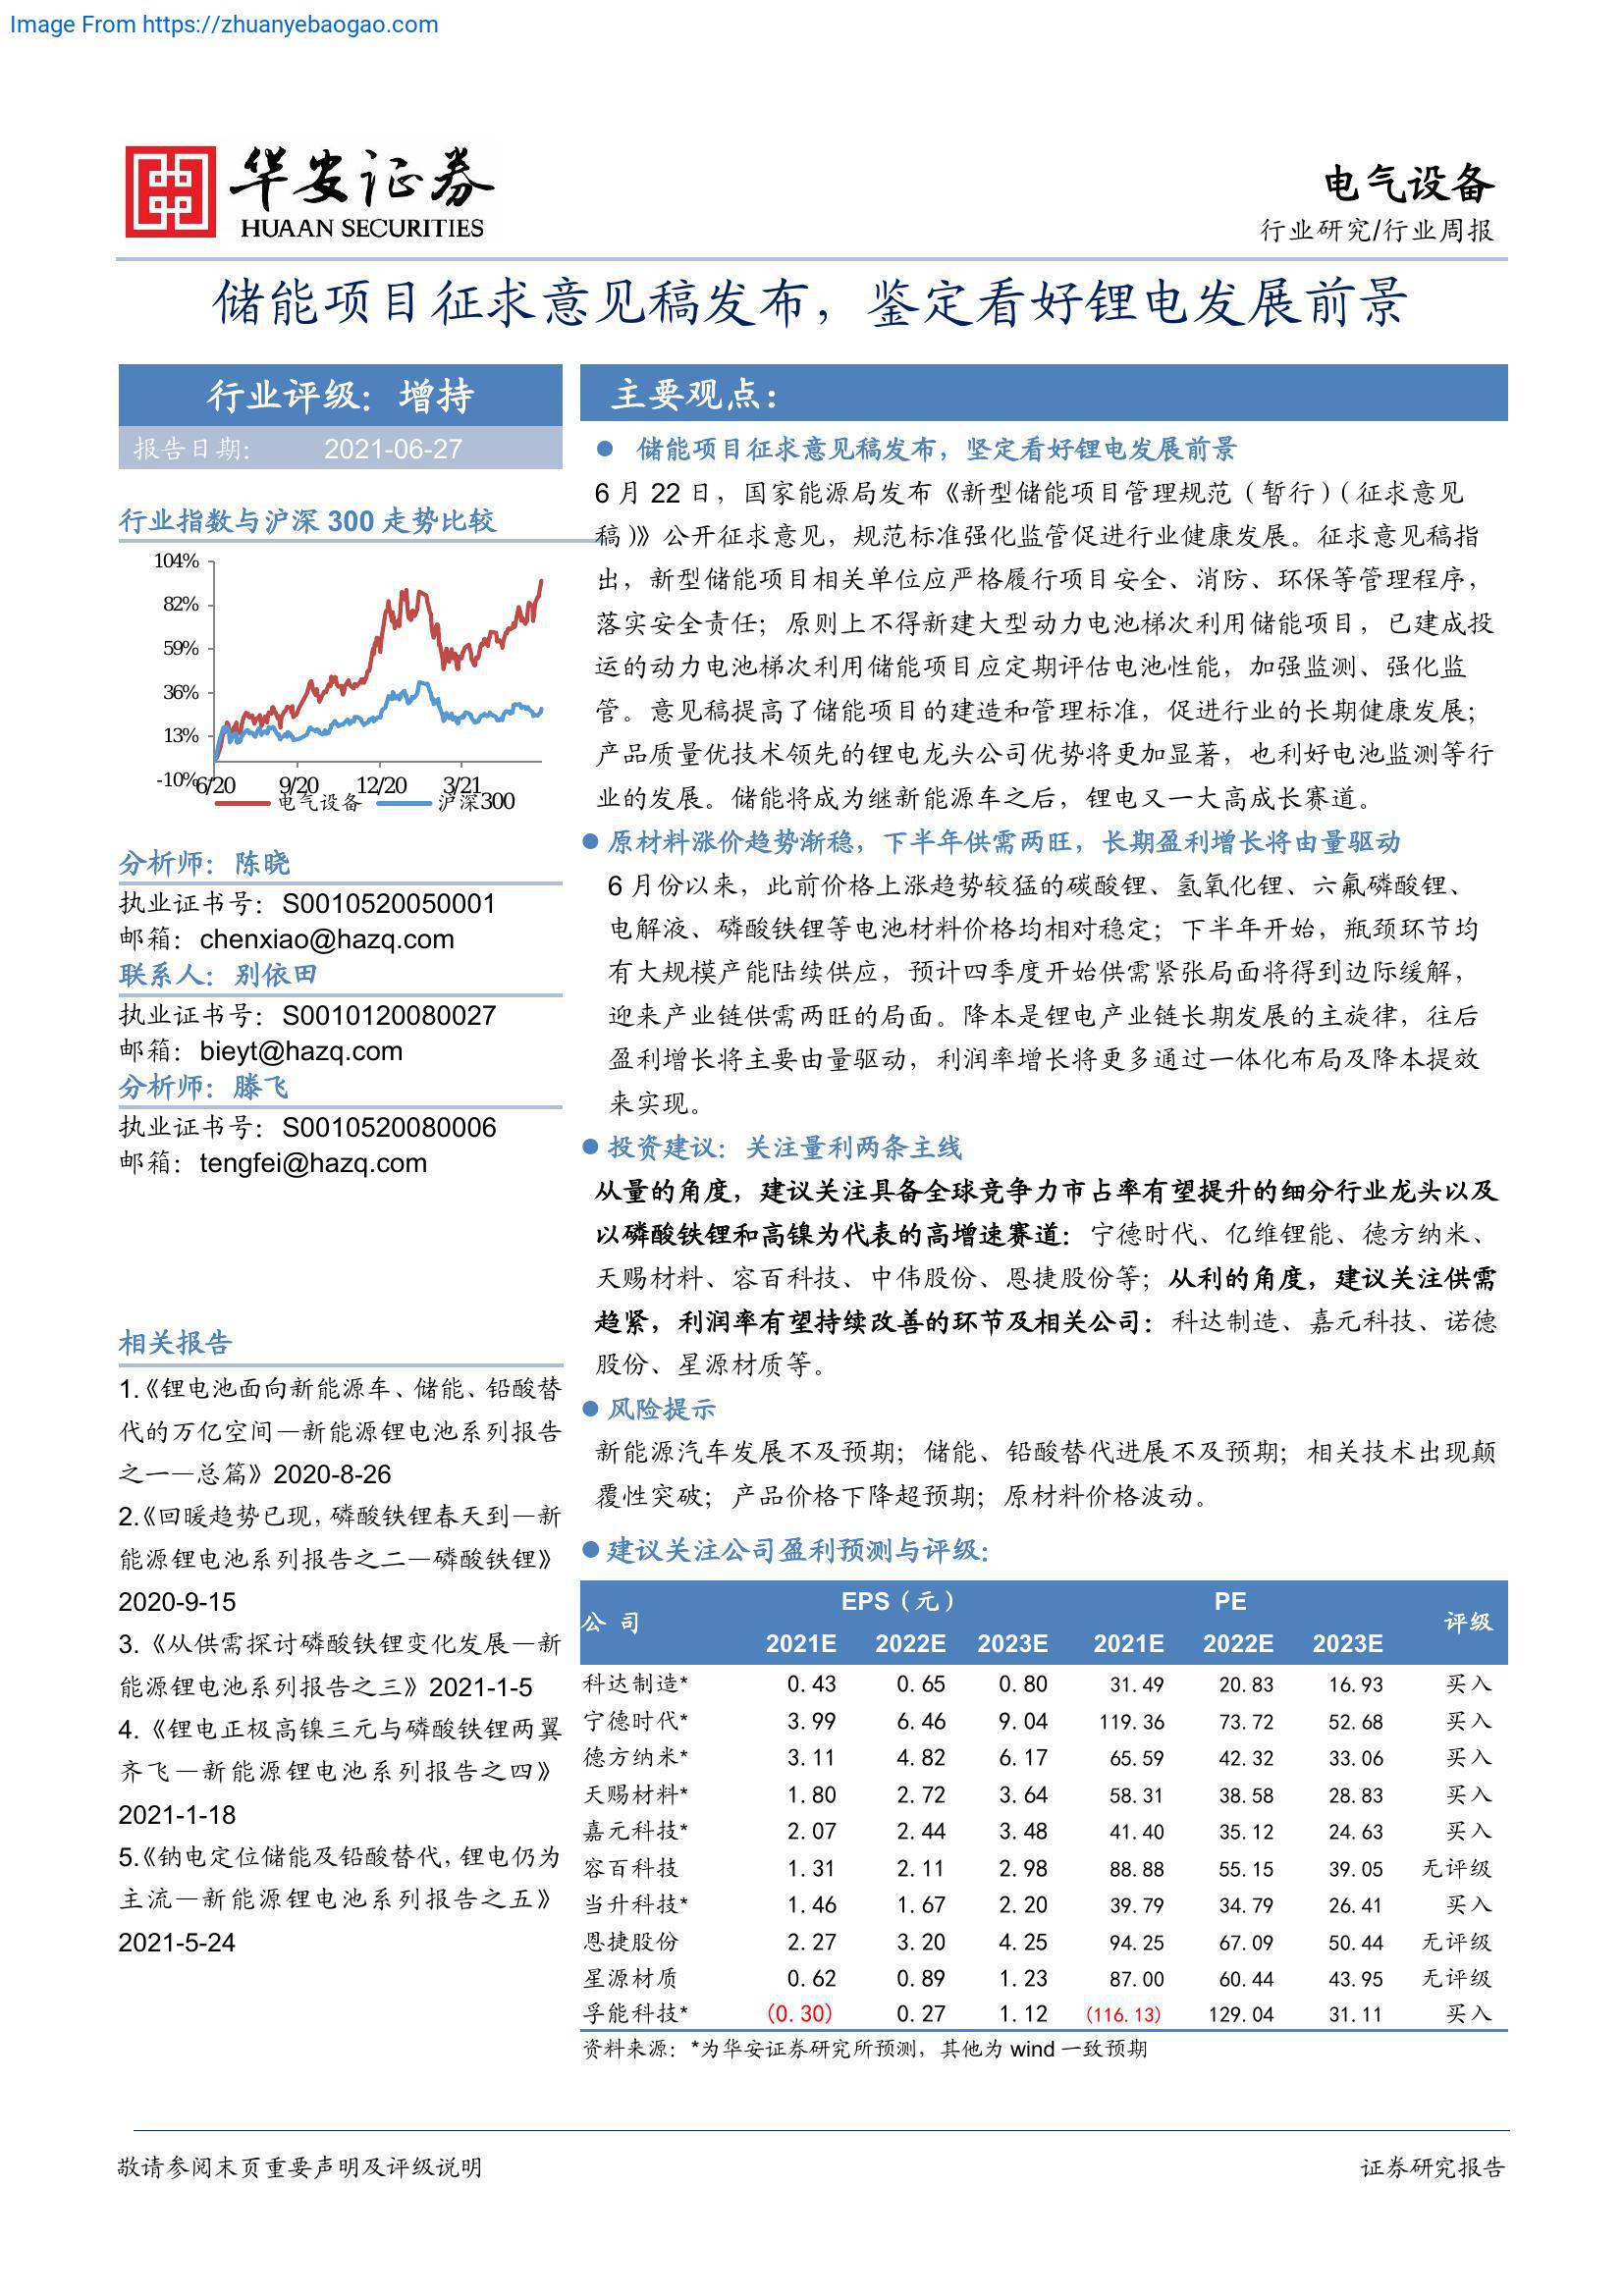 Image From https://zhuanyebaogao.com
华安证券
HUAAN SECURITIES
电气设备
行业研究/行业周报
储能项目征求意见稿发布，鉴定看好锂电发展前景
行业评级：增持
报告日期： 2021-06-27
行业指数与沪深 300 走势比较
104%
82%
59%
36%
13%
-10%
6/20 9/20 12/20 3/21
电气设备 沪深300
分析师：陈晓
执业证书号：S0010520050001
邮箱：chenxiao@hazq.com
联系人：别依田
执业证书号：S0010120080027
邮箱：bieyt@hazq.com
分析师：滕飞
执业证书号：S0010520080006
邮箱：tengfei@hazq.com
相关报告
1.《锂电池面向新能源车、储能、铅酸替
代的万亿空间—新能源锂电池系列报告
之一—总篇》2020-8-26
2.《回暖趋势已现，磷酸铁锂春天到—新
能源锂电池系列报告之二—磷酸铁锂》
2020-9-15
3.《从供需探讨磷酸铁锂变化发展—新
能源锂电池系列报告之三》2021-1-5
4.《锂电正极高镍三元与磷酸铁锂两翼
齐飞—新能源锂电池系列报告之四》
2021-1-18
5.《钠电定位储能及铅酸替代，锂电仍为
主流—新能源锂电池系列报告之五》
2021-5-24
主要观点：
● 储能项目征求意见稿发布，坚定看好锂电发展前景
6 月 22 日，国家能源局发布《新型储能项目管理规范（暂行）（征求意见
稿）》公开征求意见，规范标准强化监管促进行业健康发展。征求意见稿指
出，新型储能项目相关单位应严格履行项目安全、消防、环保等管理程序，
落实安全责任；原则上不得新建大型动力电池梯次利用储能项目，已建成投
运的动力电池梯次利用储能项目应定期评估电池性能，加强监测、强化监
管。意见稿提高了储能项目的建造和管理标准，促进行业的长期健康发展；
产品质量优技术领先的锂电龙头公司优势将更加显著，也利好电池监测等行
业的发展。储能将成为继新能源车之后，锂电又一大高成长赛道。
● 原材料涨价趋势渐稳，下半年供需两旺，长期盈利增长将由量驱动
6 月份以来，此前价格上涨趋势较猛的碳酸锂、氢氧化锂、六氟磷酸锂、
电解液、磷酸铁锂等电池材料价格均相对稳定；下半年开始，瓶颈环节均
有大规模产能陆续供应，预计四季度开始供需紧张局面将得到边际缓解，
迎来产业链供需两旺的局面。降本是锂电产业链长期发展的主旋律，往后
盈利增长将主要由量驱动，利润率增长将更多通过一体化布局及降本提效
来实现。
● 投资建议：关注量利两条主线
从量的角度，建议关注具备全球竞争力市占率有望提升的细分行业龙头以及
以磷酸铁锂和高镍为代表的高增速赛道：宁德时代、亿维锂能、德方纳米、
天赐材料、容百科技、中伟股份、恩捷股份等；从利的角度，建议关注供需
趋紧，利润率有望持续改善的环节及相关公司：科达制造、嘉元科技、诺德
股份、星源材质等。
● 风险提示
新能源汽车发展不及预期；储能、铅酸替代进展不及预期；相关技术出现颠
覆性突破；产品价格下降超预期；原材料价格波动。
● 建议关注公司盈利预测与评级：
公 司 EPS（元） PE 评级
2021E 2022E 2023E 2021E 2022E 2023E
科达制造* 0.43 0.65 0.80 31.49 20.83 16.93 买入
宁德时代* 3.99 6.46 9.04 119.36 73.72 52.68 买入
德方纳米* 3.11 4.82 6.17 65.59 42.32 33.06 买入
天赐材料* 1.80 2.72 3.64 58.31 38.58 28.83 买入
嘉元科技* 2.07 2.44 3.48 41.40 35.12 24.63 买入
容百科技 1.31 2.11 2.98 88.88 55.15 39.05 无评级
当升科技* 1.46 1.67 2.20 39.79 34.79 26.41 买入
恩捷股份 2.27 3.20 4.25 94.25 67.09 50.44 无评级
星源材质 0.62 0.89 1.23 87.00 60.44 43.95 无评级
孚能科技* (0.30) 0.27 1.12 (116.13) 129.04 31.11 买入
资料来源：*为华安证券研究所预测，其他为 wind 一致预期
敬请参阅末页重要声明及评级说明 证券研究报告